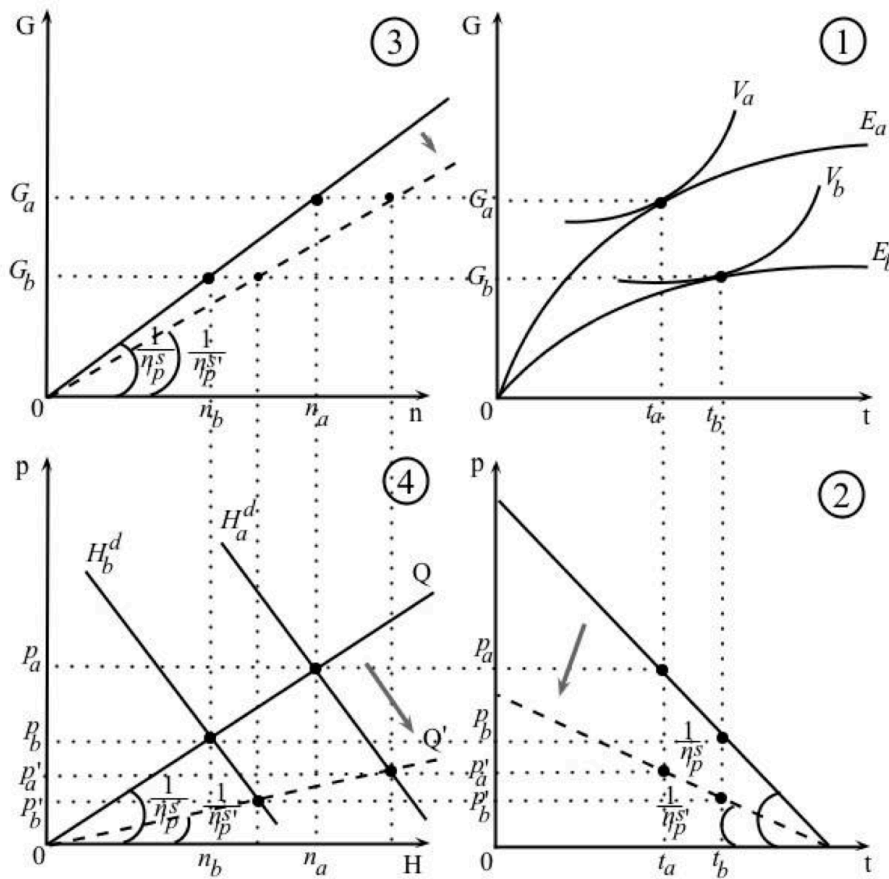 G
3
G_a
G_b
1/η_p^s
1/η_p^s'
0
n_b
n_a
n
G
1
V_a
E_a
V_b
E_b
G_a
G_b
0
t_a
t_b
t
p
4
H_b^d
H_a^d
Q
Q'
p_a
p_b
p_a'
p_b'
1/η_p^s
1/η_p^s'
0
n_b
n_a
H
p
2
p_a
p_b
p_a'
p_b'
1/η_p^s
1/η_p^s'
0
t_a
t_b
t